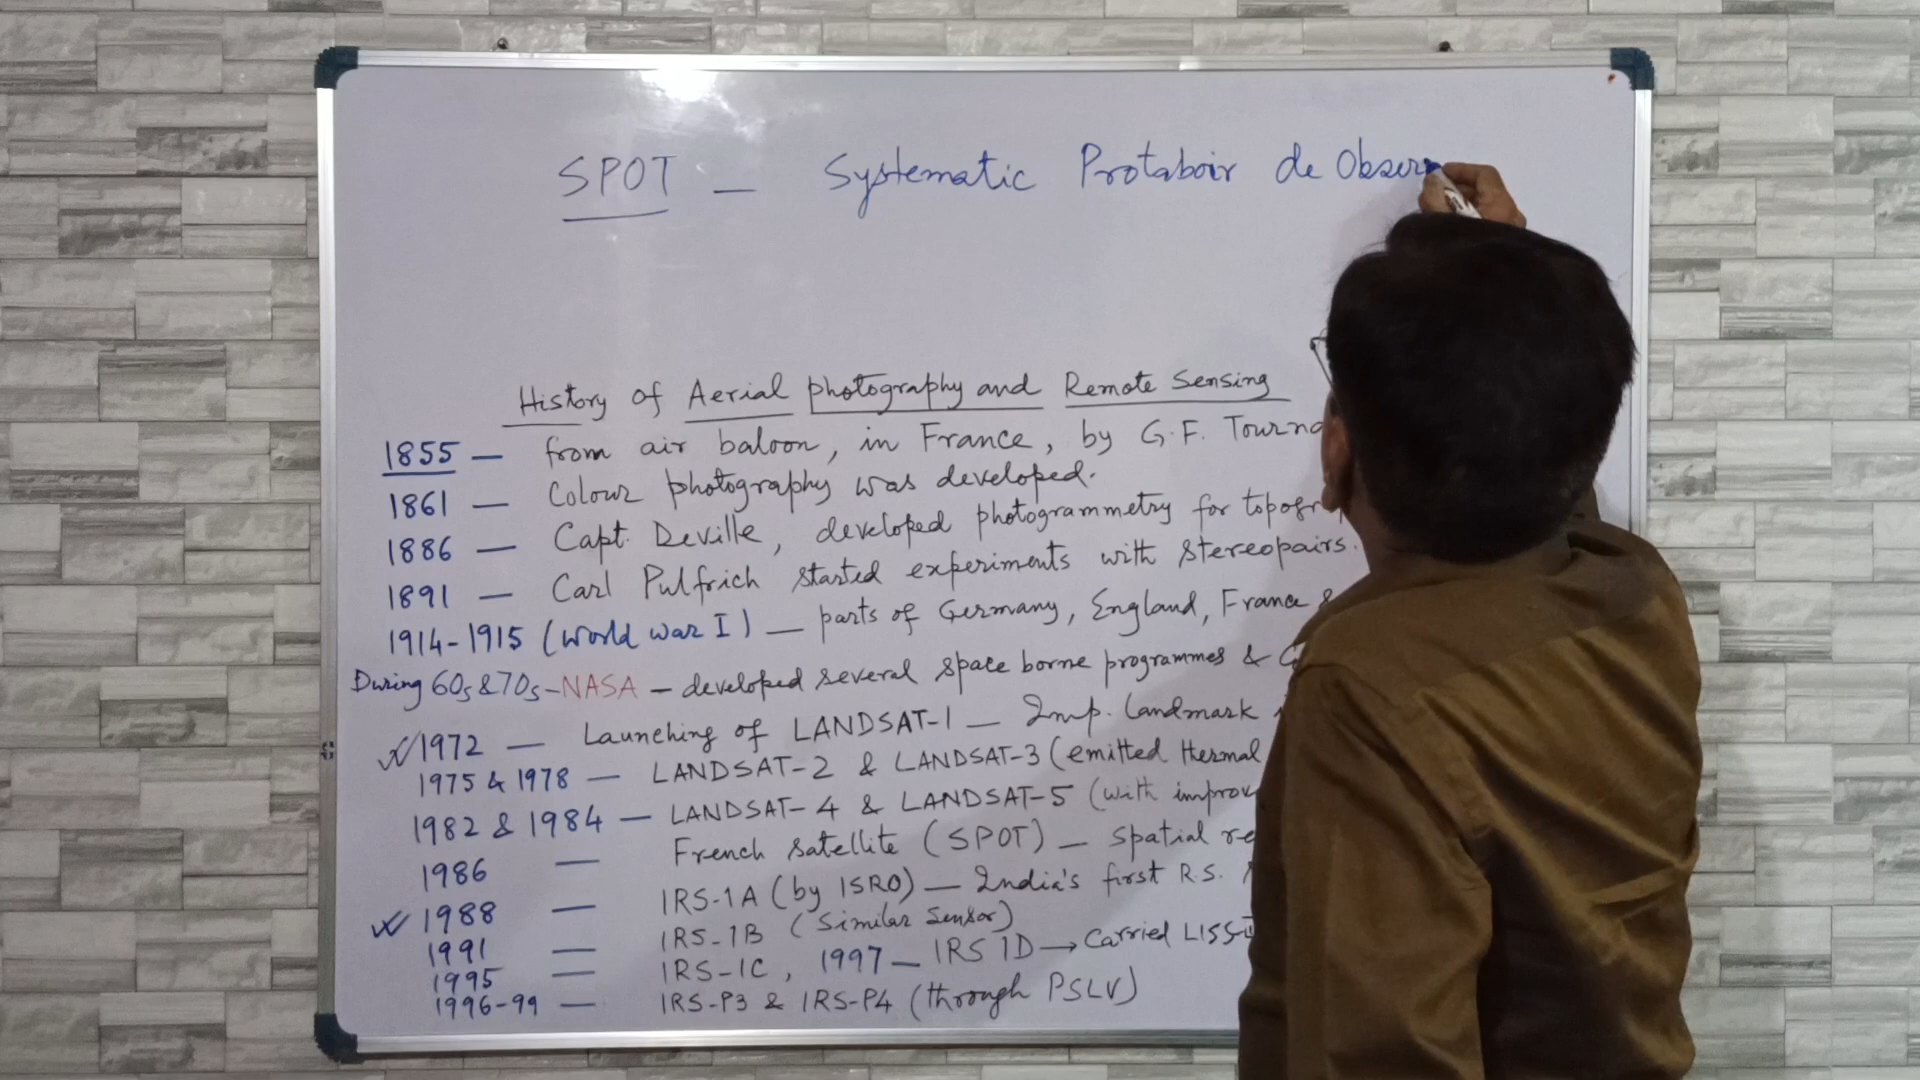 SPOT — Systematic Protaboir de Obser
History of Aerial photography and Remote Sensing
1855 — from air baloon, in France, by G.F. Tourna
1861 — Colour photography was developed.
1886 — Capt. Deville, developed photogrammetry for topogr
1891 — Carl Pulfrich started experiments with stereopairs.
1914-1915 (World war I) — parts of Germany, England, France &
During 60s & 70s - NASA — developed several space borne programmes &
1972 — Launching of LANDSAT-1 — Imp. landmark
1975 & 1978 — LANDSAT-2 & LANDSAT-3 (emitted thermal
1982 & 1984 — LANDSAT-4 & LANDSAT-5 (with improv
1986 — French satellite (SPOT) — spatial re
1988 — IRS-1A (by ISRO) — India's first R.S.
1991 — IRS-1B (Similar Sensor)
1995 — IRS-1C, 1997 — IRS 1D → Carried LISS-I
1996-99 — IRS-P3 & IRS-P4 (through PSLV)